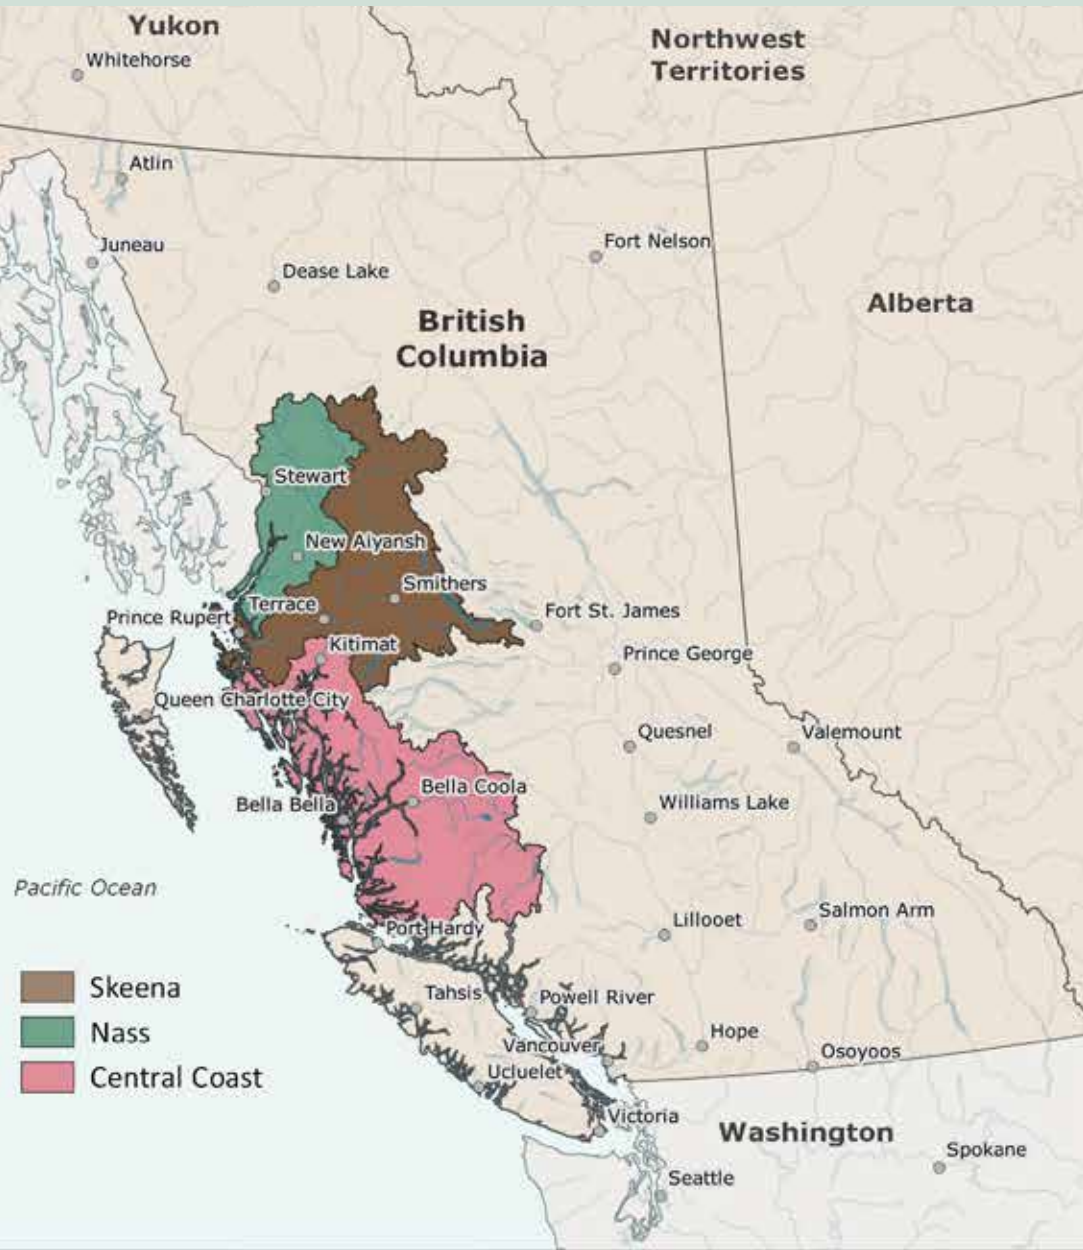 Yukon
Whitehorse
Northwest
Territories
Atlin
Juneau
Fort Nelson
Dease Lake
Alberta
British
Columbia
Stewart
New Aiyansh
Smithers
Terrace
Prince Rupert
Fort St. James
Kitimat
Prince George
Queen Charlotte City
Quesnel
Valemount
Bella Coola
Bella Bella
Williams Lake
Pacific Ocean
Salmon Arm
Lillooet
Port Hardy
Skeena
Tahsis
Powell River
Nass
Hope
Vancouver
Osoyoos
Central Coast
Ucluelet
Victoria
Washington
Spokane
Seattle